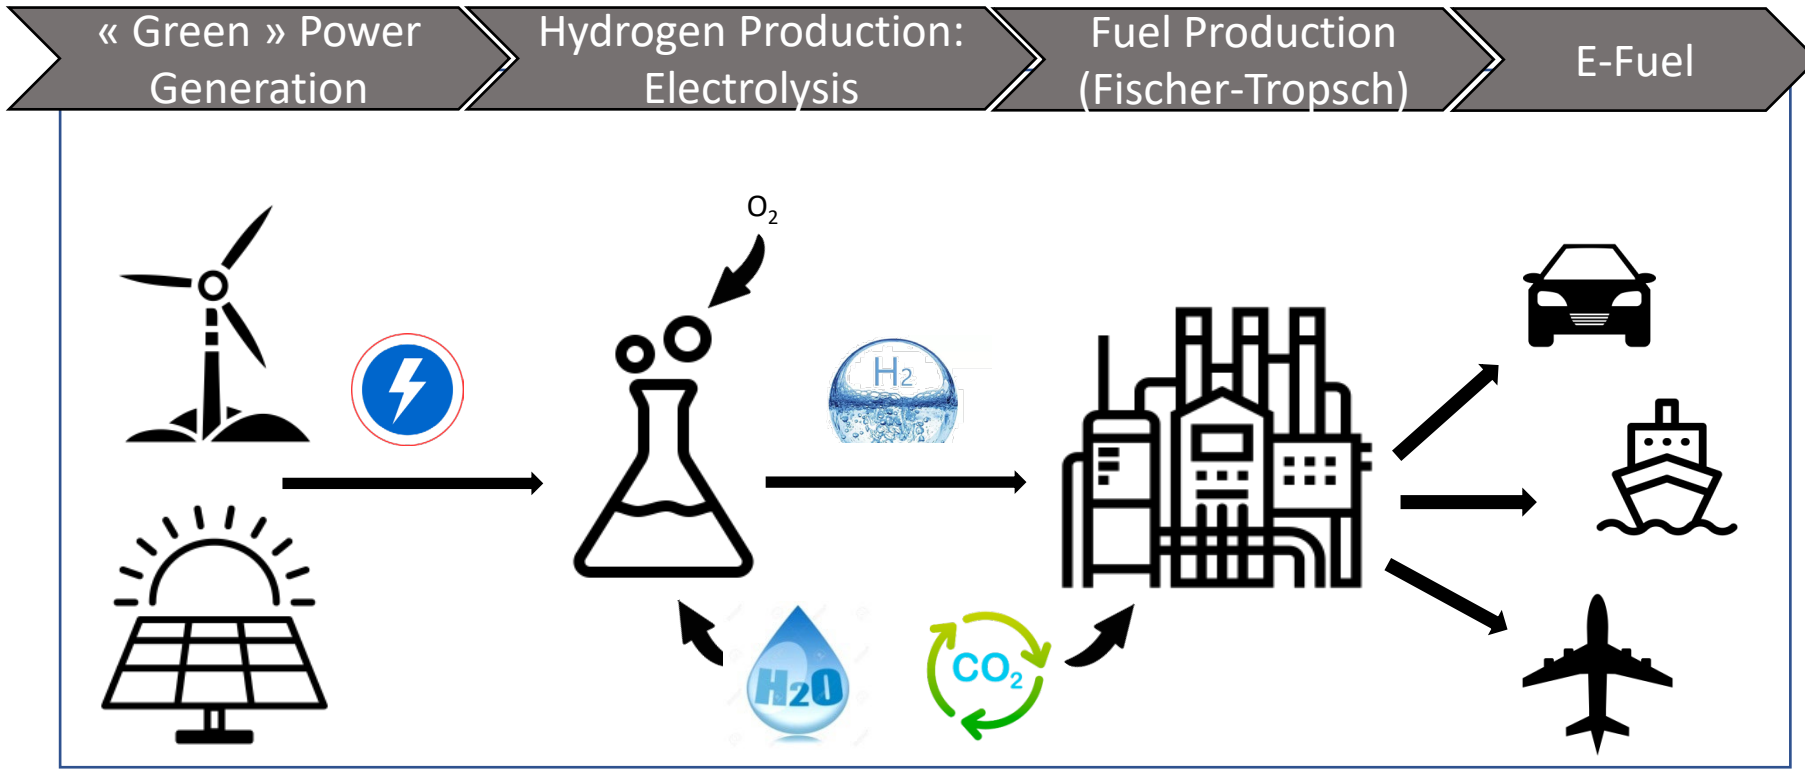 « Green » Power
Generation
Hydrogen Production:
Electrolysis
Fuel Production
(Fischer-Tropsch)
E-Fuel
O₂
H₂
H₂O
CO₂